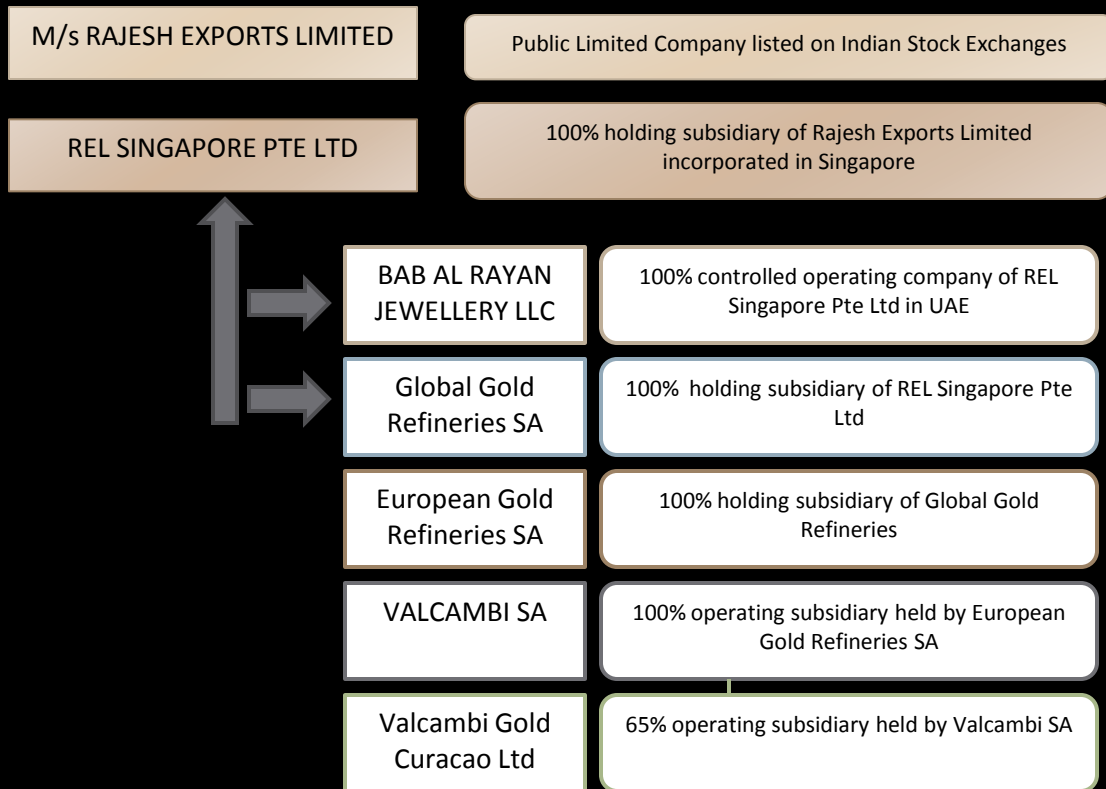 M/s RAJESH EXPORTS LIMITED
Public Limited Company listed on Indian Stock Exchanges
REL SINGAPORE PTE LTD
100% holding subsidiary of Rajesh Exports Limited
incorporated in Singapore
BAB AL RAYAN
JEWELLERY LLC
100% controlled operating company of REL
Singapore Pte Ltd in UAE
Global Gold
Refineries SA
100% holding subsidiary of REL Singapore Pte
Ltd
European Gold
Refineries SA
100% holding subsidiary of Global Gold
Refineries
VALCAMBI SA
100% operating subsidiary held by European
Gold Refineries SA
Valcambi Gold
Curacao Ltd
65% operating subsidiary held by Valcambi SA